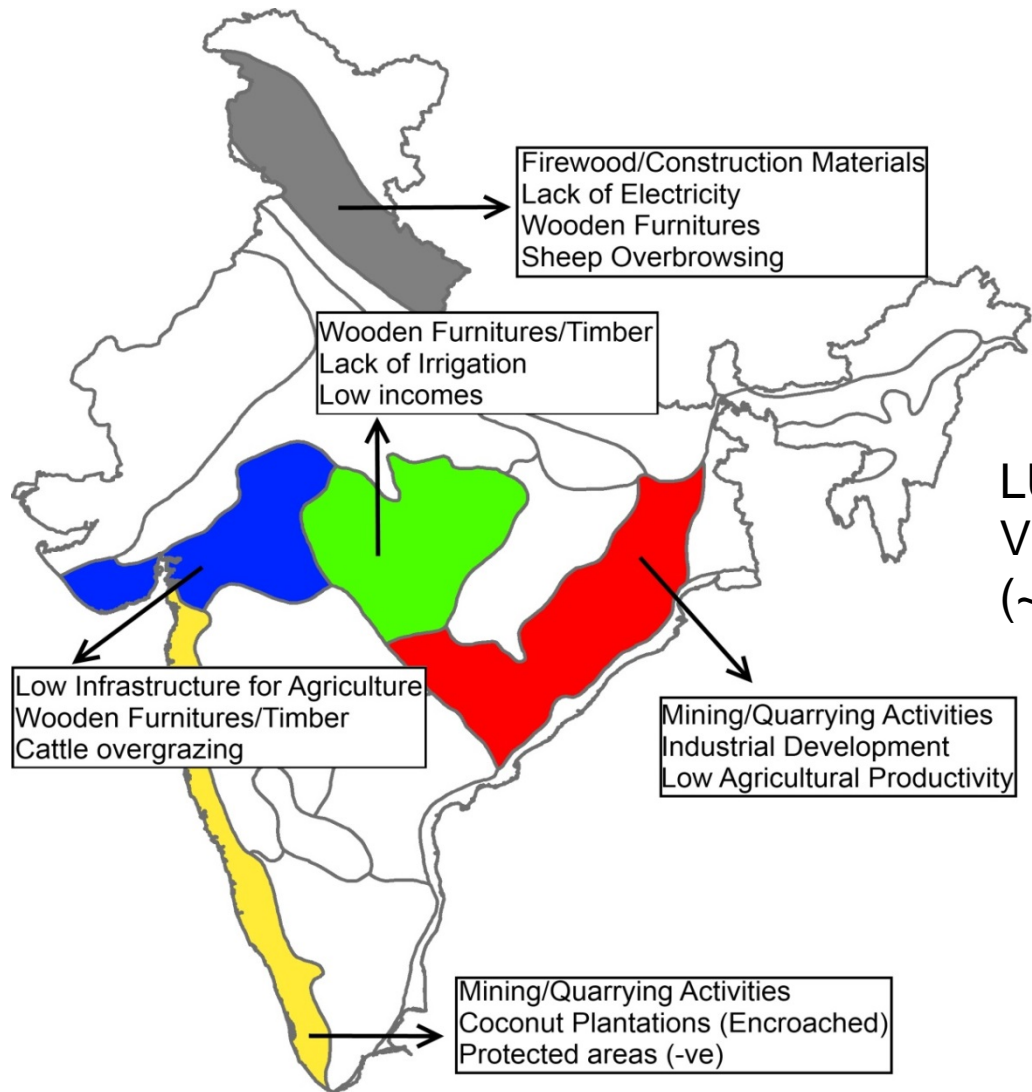 Firewood/Construction Materials
Lack of Electricity
Wooden Furnitures
Sheep Overbrowsing
Wooden Furnitures/Timber
Lack of Irrigation
Low incomes
Low Infrastructure for Agriculture
Wooden Furnitures/Timber
Cattle overgrazing
Mining/Quarrying Activities
Industrial Development
Low Agricultural Productivity
Mining/Quarrying Activities
Coconut Plantations (Encroached)
Protected areas (-ve)